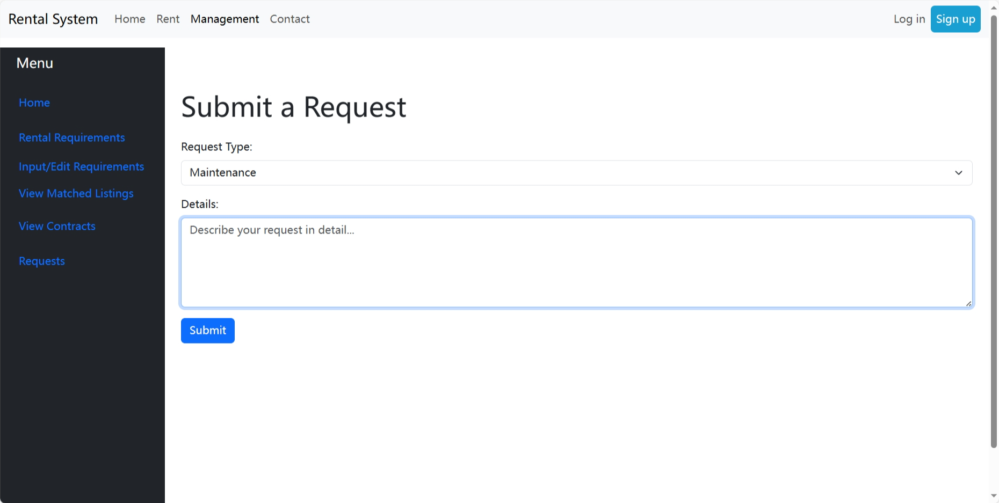 Rental System Home Rent Management Contact Log in Sign up
Menu
Home
Rental Requirements
Input/Edit Requirements
View Matched Listings
View Contracts
Requests
Submit a Request
Request Type:
Maintenance
Details:
Describe your request in detail...
Submit